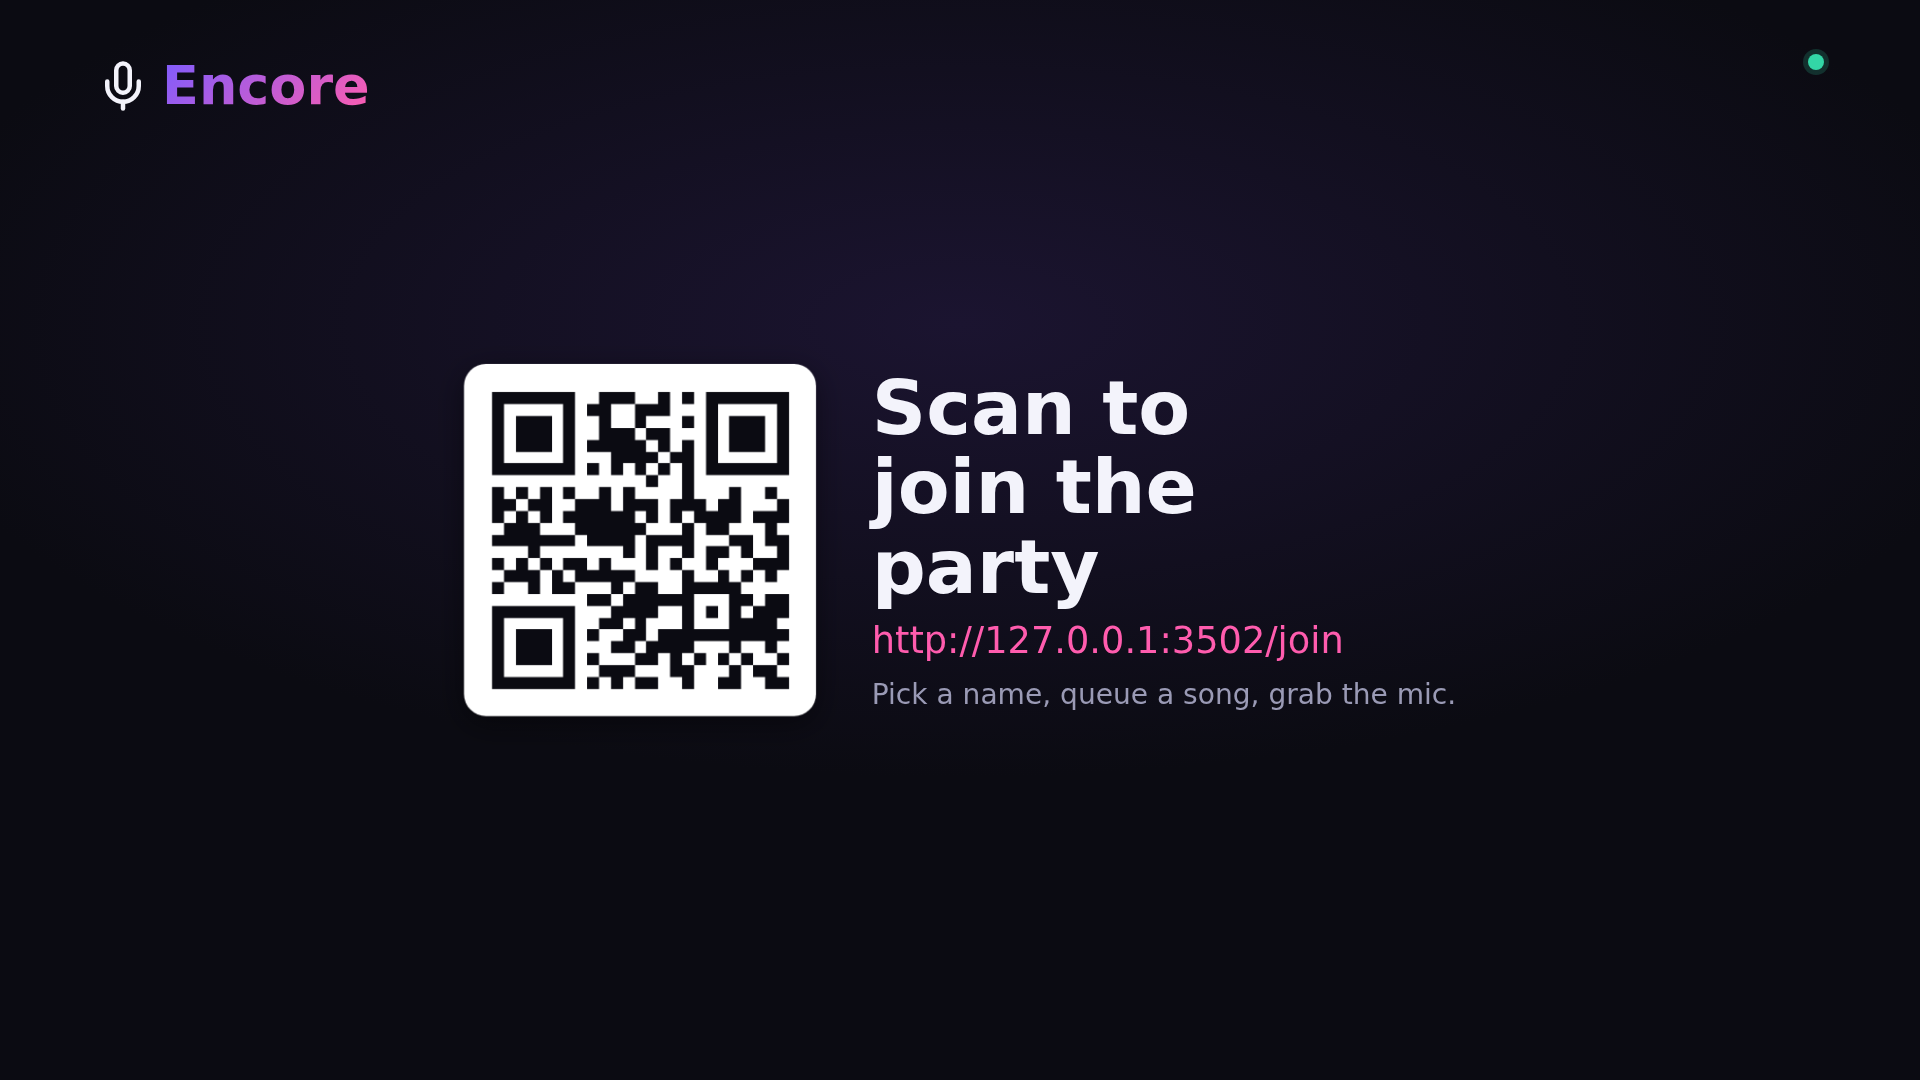 Encore
Scan to
join the
party
http://127.0.0.1:3502/join
Pick a name, queue a song, grab the mic.